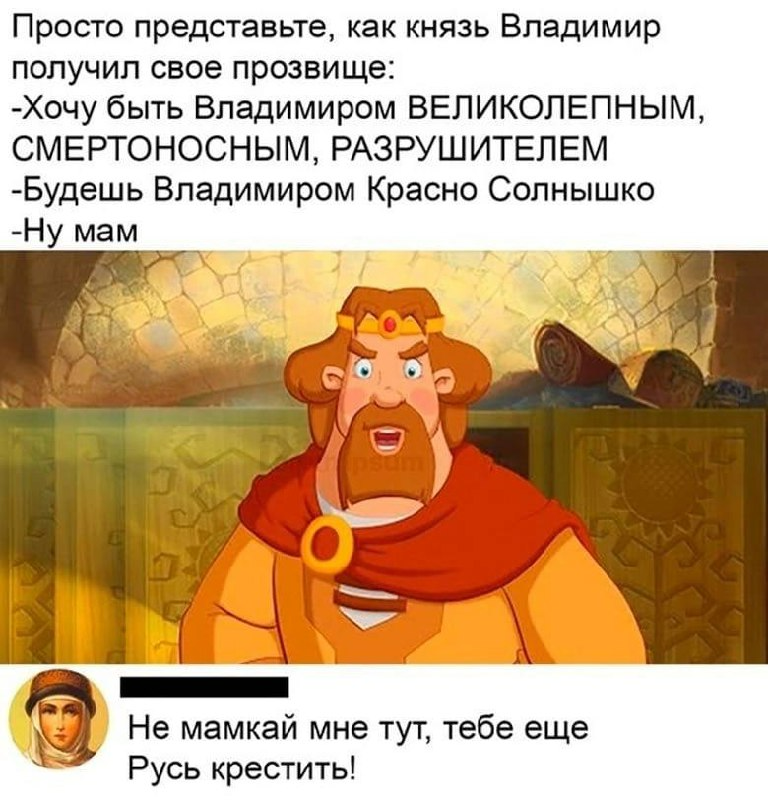 Просто представьте, как князь Владимир
получил свое прозвище:
-Хочу быть Владимиром ВЕЛИКОЛЕПНЫМ,
СМЕРТОНОСНЫМ, РАЗРУШИТЕЛЕМ
-Будешь Владимиром Красно Солнышко
-Ну мам
Не мамкай мне тут, тебе еще
Русь крестить!